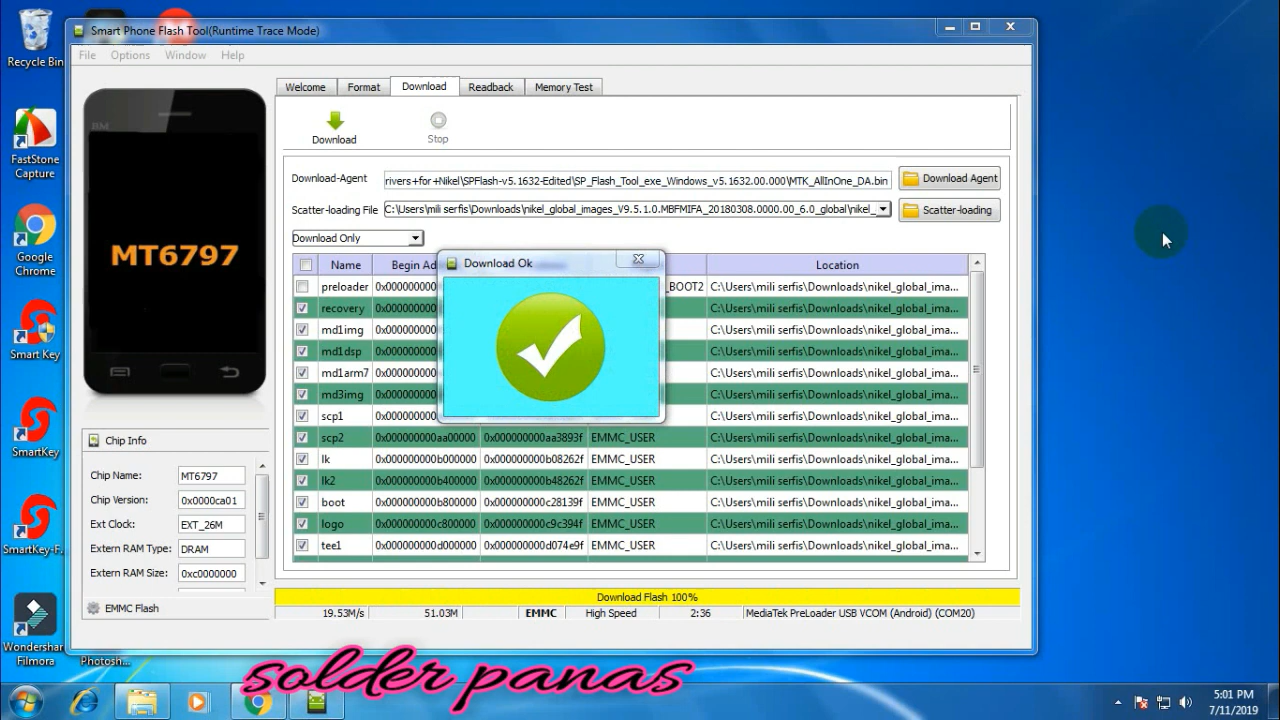 Recycle Bin
FastStone
Capture
Google
Chrome
Smart Key
SmartKey
SmartKey-F.
Wondershar
Filmora
Photosh...
Smart Phone Flash Tool(Runtime Trace Mode)
File Options Window Help
BM
MT6797
Chip Info
Chip Name: MT6797
Chip Version: 0x0000ca01
Ext Clock: EXT_26M
Extern RAM Type: DRAM
Extern RAM Size: 0xc0000000
EMMC Flash
Welcome Format Download Readback Memory Test
Download Stop
Download-Agent rivers+for+Nikel\SPFlash-v5.1632-Edited\SP_Flash_Tool_exe_Windows_v5.1632.00.000\MTK_AllInOne_DA.bin Download Agent
Scatter-loading File C:\Users\mili serfis\Downloads\nikel_global_images_V9.5.1.0.MBFMIFA_20180308.0000.00_6.0_global\nikel_ Scatter-loading
Download Only
Name Begin Ad Location
Download Ok
preloader 0x000000000 _BOOT2 C:\Users\mili serfis\Downloads\nikel_global_ima...
recovery 0x000000000 C:\Users\mili serfis\Downloads\nikel_global_ima...
md1img 0x000000000 C:\Users\mili serfis\Downloads\nikel_global_ima...
md1dsp 0x000000000 C:\Users\mili serfis\Downloads\nikel_global_ima...
md1arm7 0x000000000 C:\Users\mili serfis\Downloads\nikel_global_ima...
md3img 0x000000000 C:\Users\mili serfis\Downloads\nikel_global_ima...
scp1 0x000000000 C:\Users\mili serfis\Downloads\nikel_global_ima...
scp2 0x000000000aa00000 0x000000000aa3893f EMMC_USER C:\Users\mili serfis\Downloads\nikel_global_ima...
lk 0x000000000b000000 0x000000000b08262f EMMC_USER C:\Users\mili serfis\Downloads\nikel_global_ima...
lk2 0x000000000b400000 0x000000000b48262f EMMC_USER C:\Users\mili serfis\Downloads\nikel_global_ima...
boot 0x000000000b800000 0x000000000c28139f EMMC_USER C:\Users\mili serfis\Downloads\nikel_global_ima...
logo 0x000000000c800000 0x000000000c9c394f EMMC_USER C:\Users\mili serfis\Downloads\nikel_global_ima...
tee1 0x000000000d000000 0x000000000d074e9f EMMC_USER C:\Users\mili serfis\Downloads\nikel_global_ima...
Download Flash 100%
19.53M/s 51.03M EMMC High Speed 2:36 MediaTek PreLoader USB VCOM (Android) (COM20)
solder panas
5:01 PM
7/11/2019